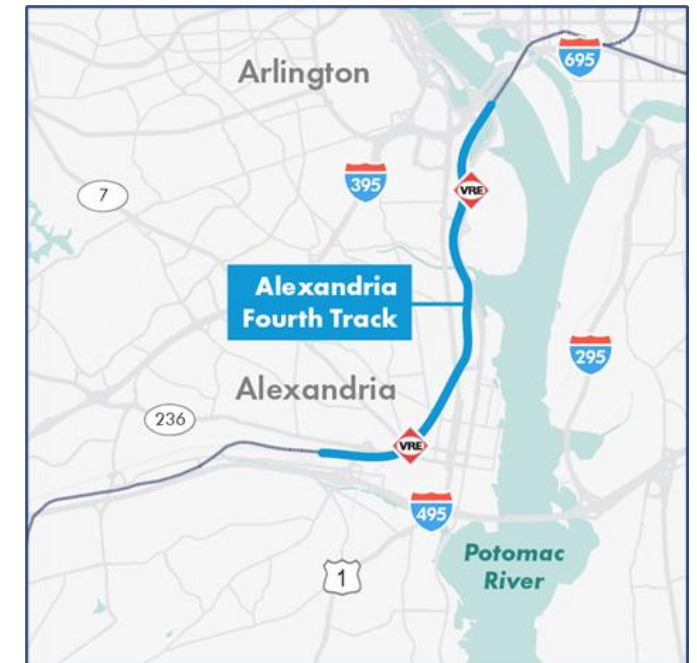 Arlington
695
395
VRE
7
Alexandria
Fourth Track
295
Alexandria
236
VRE
495
Potomac
River
1